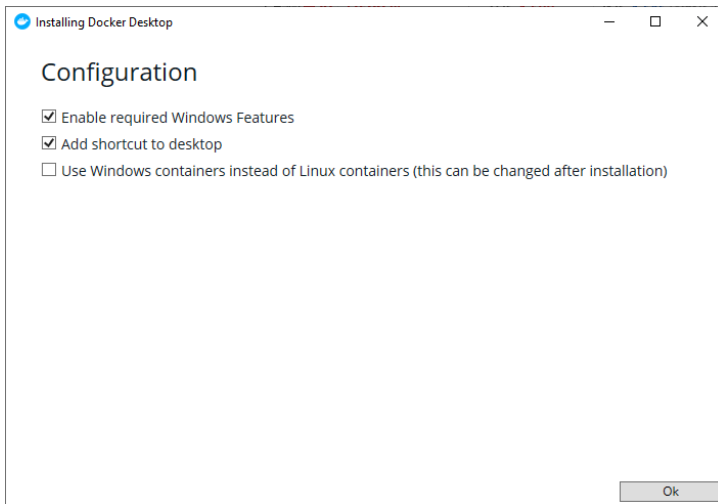 Installing Docker Desktop
Configuration
Enable required Windows Features
Add shortcut to desktop
Use Windows containers instead of Linux containers (this can be changed after installation)
Ok